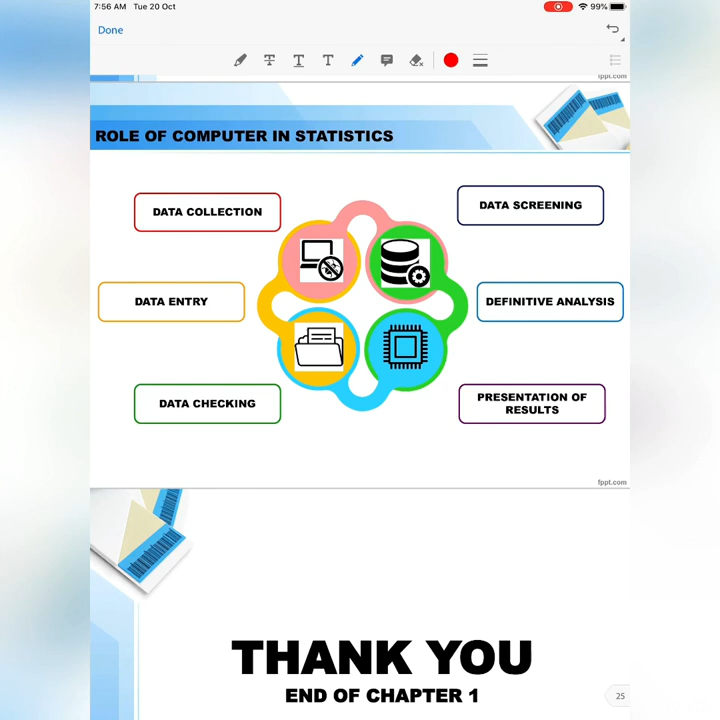 7:56 AM Tue 20 Oct
99%
Done
T T T
fppt.com
ROLE OF COMPUTER IN STATISTICS
DATA COLLECTION
DATA SCREENING
DATA ENTRY
DEFINITIVE ANALYSIS
DATA CHECKING
PRESENTATION OF
RESULTS
fppt.com
THANK YOU
END OF CHAPTER 1
25